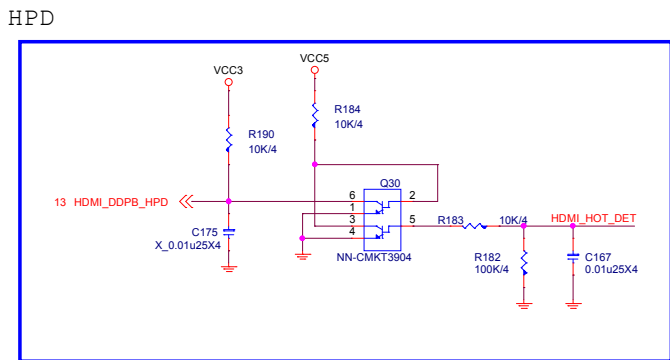 HPD
VCC3
VCC5
R184
10K/4
R190
10K/4
Q30
13 HDMI_DDPB_HPD
6
2
1
3
5
4
R183
10K/4
HDMI_HOT_DET
C175
X_0.01u25X4
NN-CMKT3904
R182
100K/4
C167
0.01u25X4